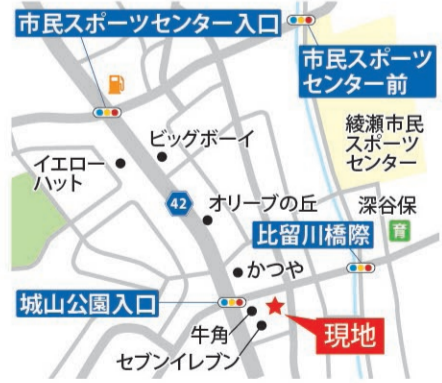 市民スポーツセンター入口
市民スポーツ
センター前
綾瀬市民
スポーツ
センター
ビッグボーイ
イエロー
ハット
42
オリーブの丘
深谷保
育
比留川橋際
かつや
城山公園入口
牛角
セブンイレブン
現地